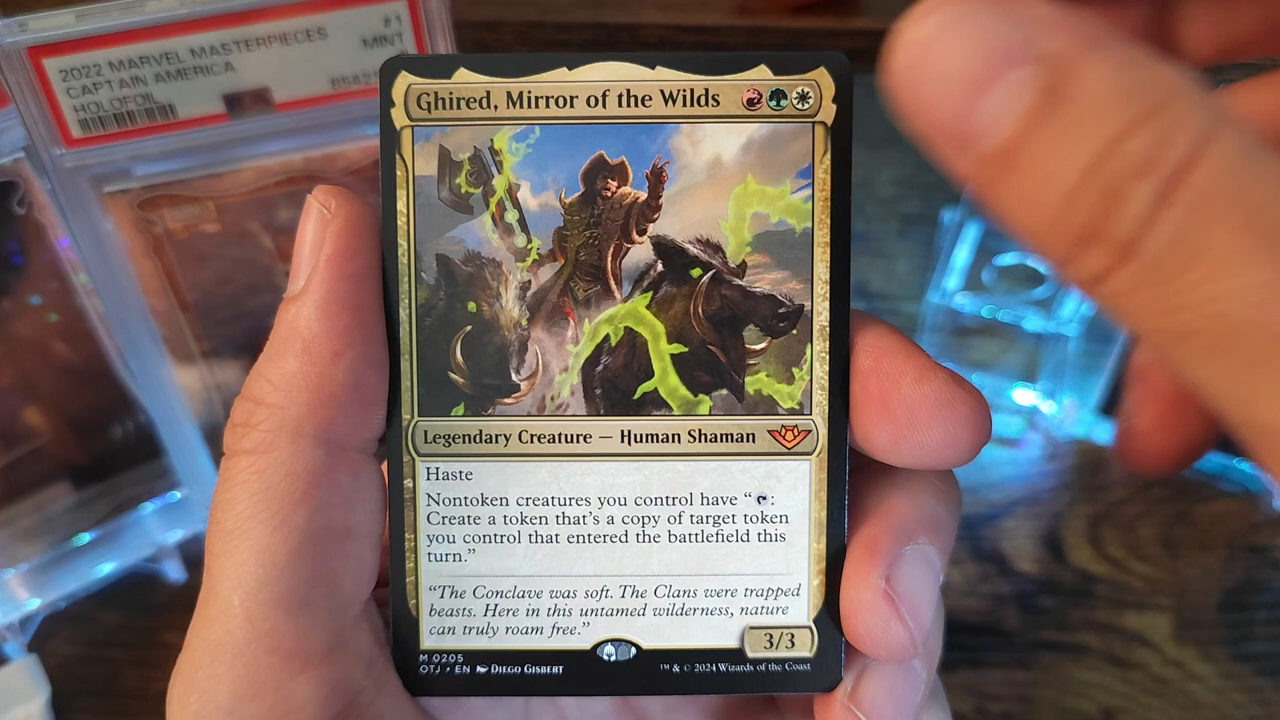 2022 MARVEL MASTERPIECES
CAPTAIN AMERICA
HOLOFOIL
#1
MINT
Ghired, Mirror of the Wilds
Legendary Creature — Human Shaman
Haste
Nontoken creatures you control have “ :
Create a token that’s a copy of target token
you control that entered the battlefield this
turn.”
“The Conclave was soft. The Clans were trapped
beasts. Here in this untamed wilderness, nature
can truly roam free.”
3/3
M 0205
OTJ • EN DIEGO GISBERT
™ & © 2024 Wizards of the Coast